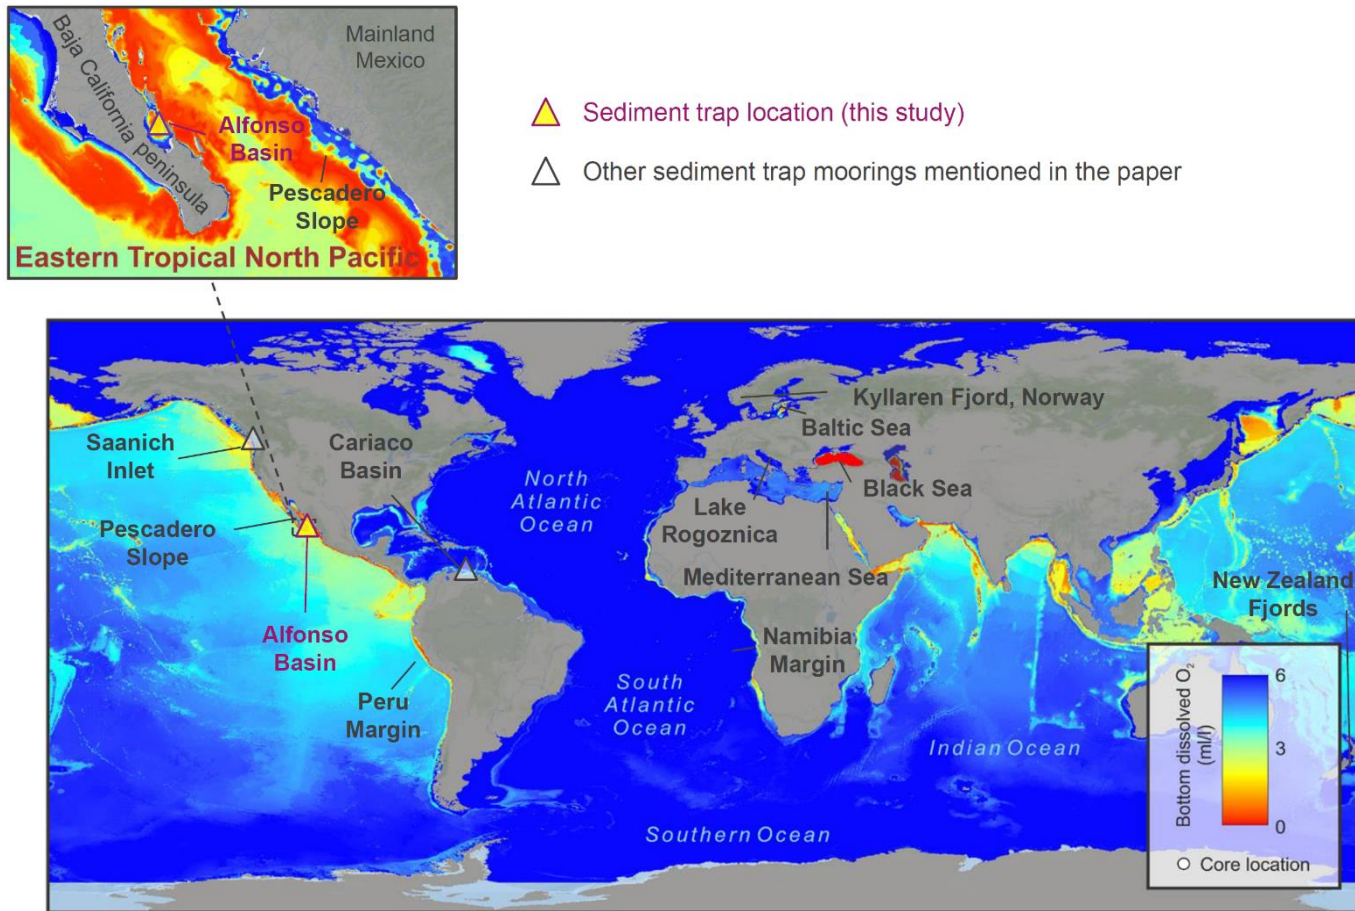 Mainland
Mexico
Baja California peninsula
Alfonso
Basin
Pescadero
Slope
Eastern Tropical North Pacific
Sediment trap location (this study)
Other sediment trap moorings mentioned in the paper
Kyllaren Fjord, Norway
Baltic Sea
Saanich
Inlet
Cariaco
Basin
North
Atlantic
Ocean
Black Sea
Lake
Rogoznica
Pescadero
Slope
Mediterranean Sea
New Zealand
Fjords
Alfonso
Basin
Namibia
Margin
Peru
Margin
South
Atlantic
Ocean
Indian Ocean
Southern Ocean
Bottom dissolved O₂
(ml/l)
6
3
0
Core location